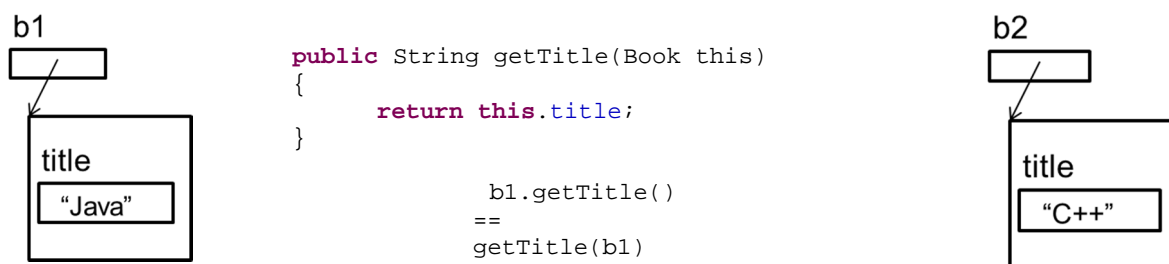 b1
title
“Java”
public String getTitle(Book this)
{
return this.title;
}
b1.getTitle()
==
getTitle(b1)
b2
title
“C++”